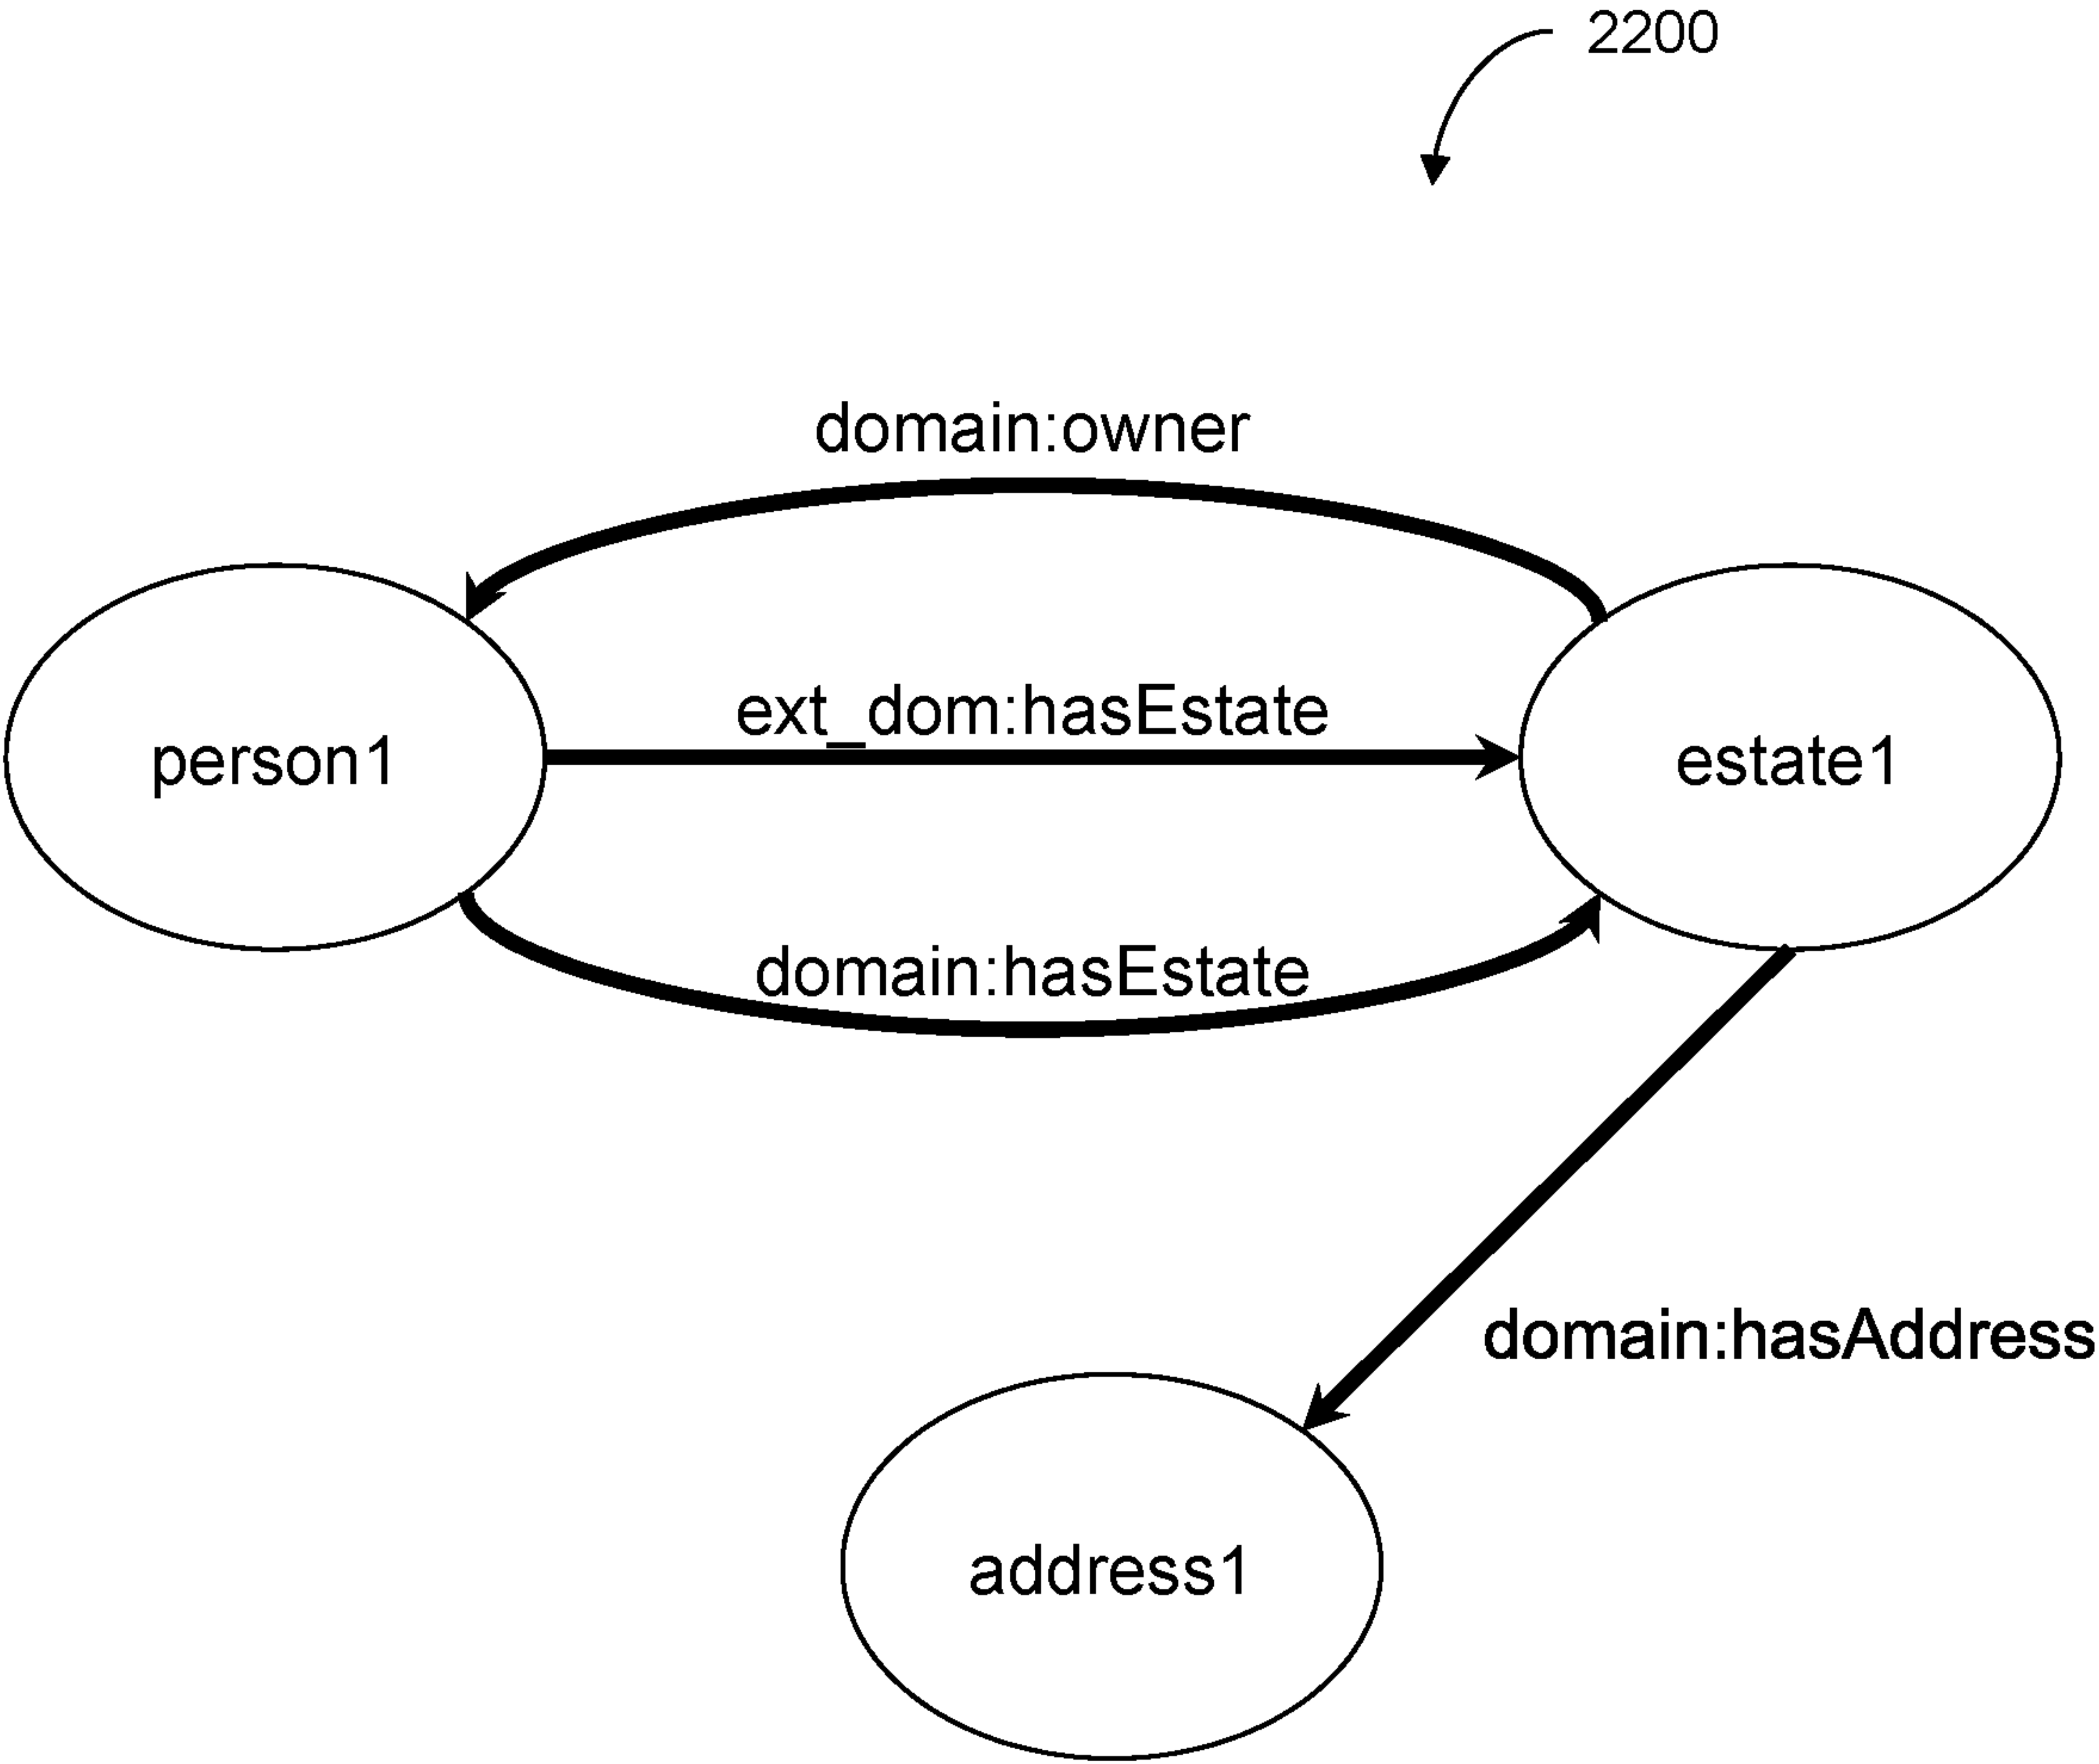 2200
domain:owner
ext_dom:hasEstate
person1
estate1
domain:hasEstate
domain:hasAddress
address1